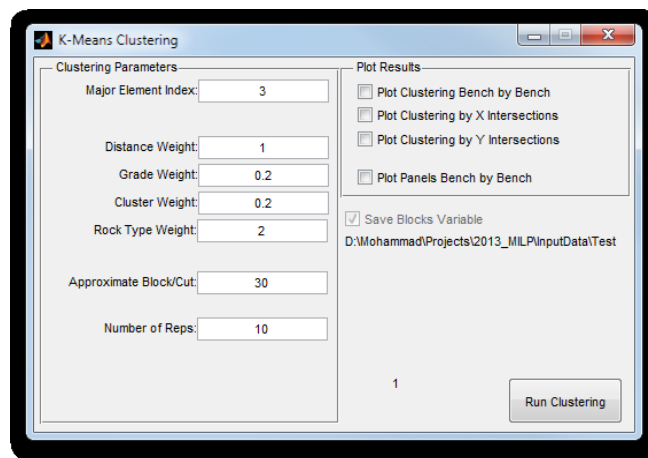 K-Means Clustering
Clustering Parameters
Major Element Index: 3
Distance Weight: 1
Grade Weight: 0.2
Cluster Weight: 0.2
Rock Type Weight: 2
Approximate Block/Cut: 30
Number of Reps: 10
Plot Results
Plot Clustering Bench by Bench
Plot Clustering by X Intersections
Plot Clustering by Y Intersections
Plot Panels Bench by Bench
Save Blocks Variable
D:\Mohammad\Projects\2013_MILP\InputData\Test
1
Run Clustering